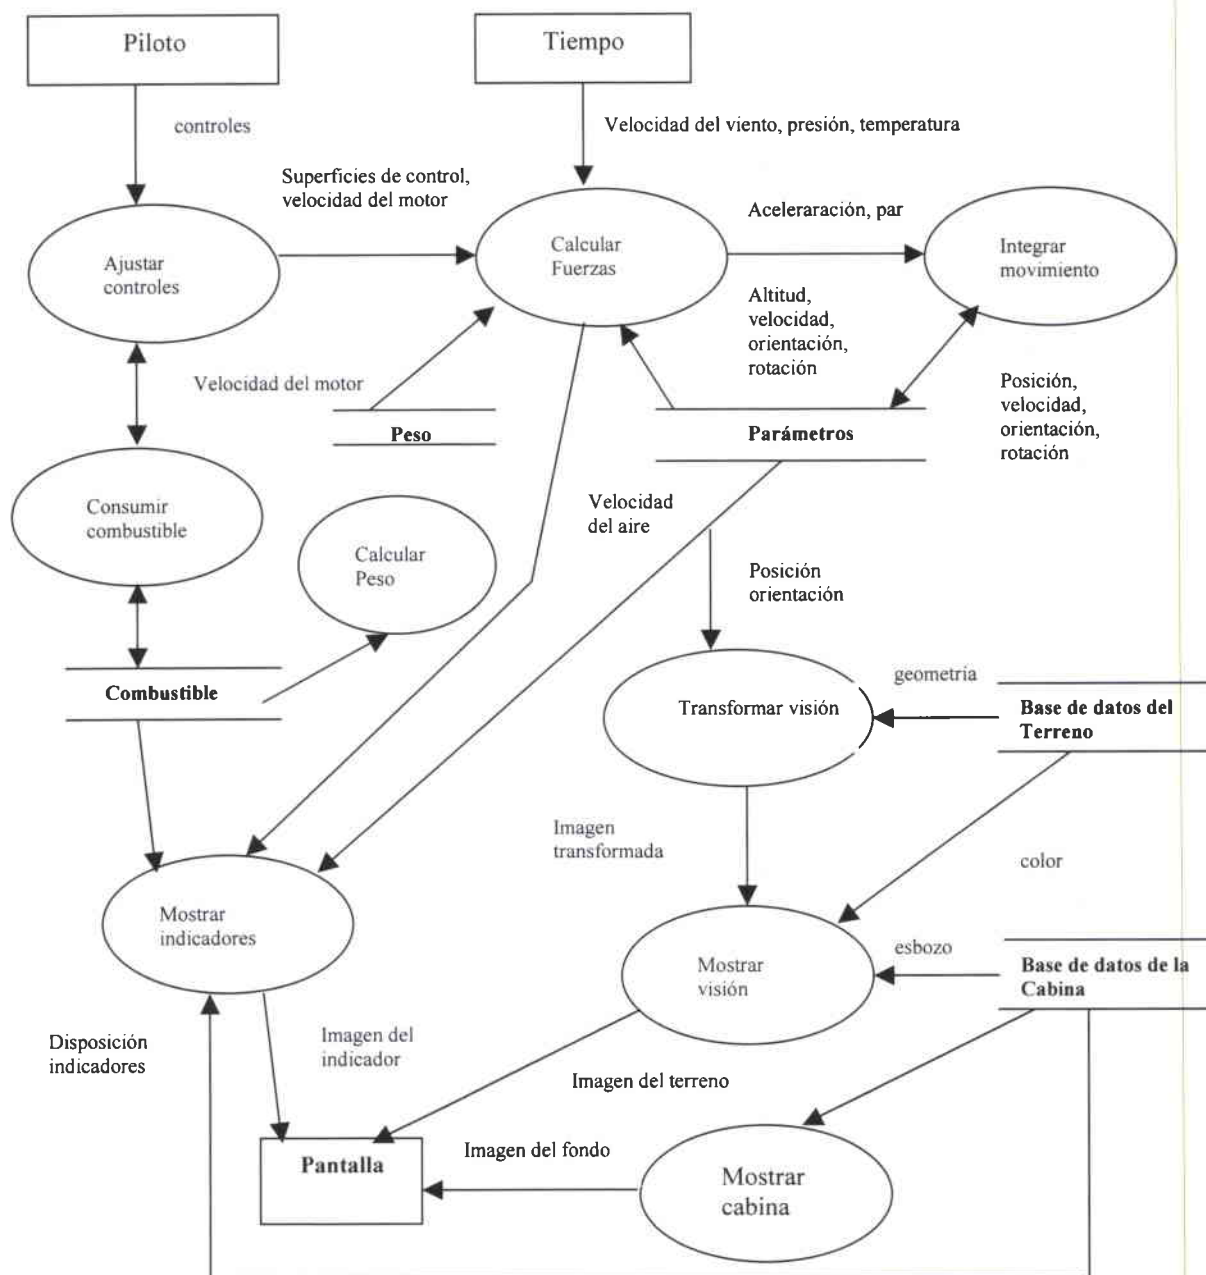 Piloto
Tiempo
controles
Velocidad del viento, presión, temperatura
Superficies de control,
velocidad del motor
Aceleraración, par
Ajustar
controles
Calcular
Fuerzas
Integrar
movimiento
Altitud,
velocidad,
orientación,
rotación
Velocidad del motor
Posición,
velocidad,
orientación,
rotación
Peso
Parámetros
Consumir
combustible
Velocidad
del aire
Calcular
Peso
Posición
orientación
Combustible
geometría
Transformar visión
Base de datos del
Terreno
Imagen
transformada
color
Mostrar
indicadores
esbozo
Mostrar
visión
Base de datos de la
Cabina
Disposición
indicadores
Imagen del
indicador
Imagen del terreno
Imagen del fondo
Pantalla
Mostrar
cabina